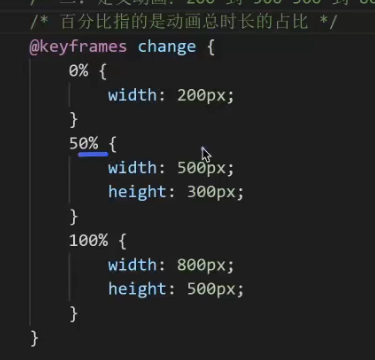 /* 百分比指的是动画总时长的占比 */
@keyframes change {
0% {
width: 200px;
}
50% {
width: 500px;
height: 300px;
}
100% {
width: 800px;
height: 500px;
}
}